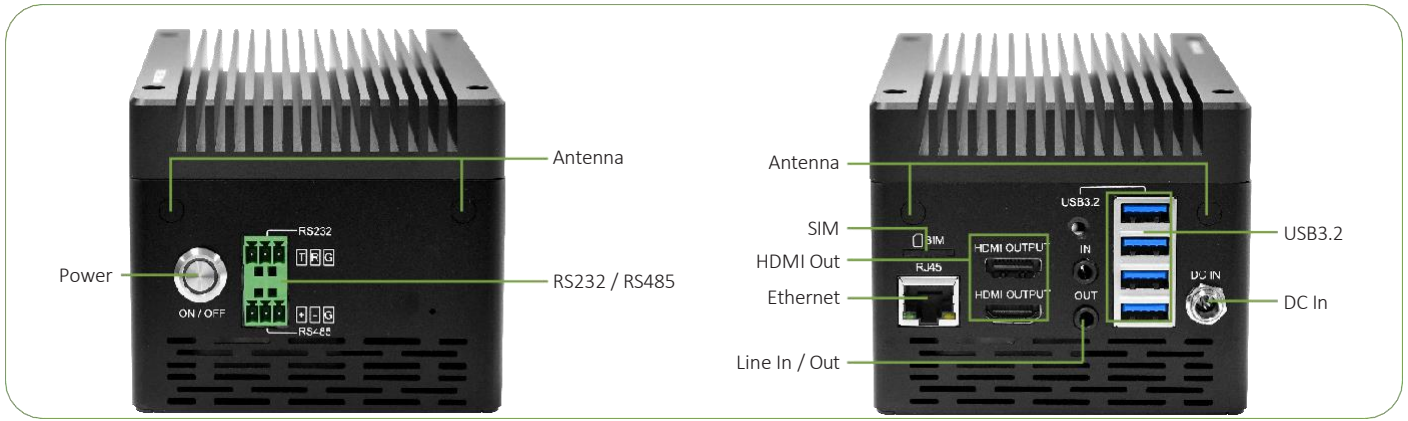 Antenna
RS232
T R G
Power
RS232 / RS485
ON / OFF
+ - G
RS485
Antenna
USB3.2
SIM
SIM
HDMI OUTPUT
IN
USB3.2
HDMI Out
RJ45
DC IN
Ethernet
HDMI OUTPUT
OUT
DC In
Line In / Out